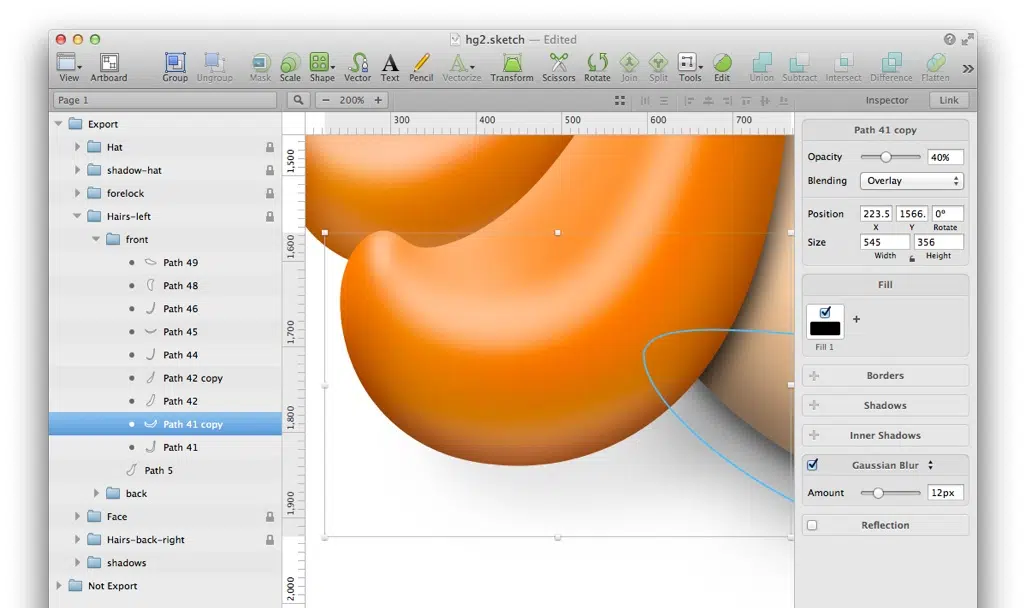 hg2.sketch — Edited
View Artboard Group Ungroup Mask Scale Shape Vector Text Pencil Vectorize Transform Scissors Rotate Join Split Tools Edit Union Subtract Intersect Difference Flatten
Page 1
200%
Inspector
Link
Export
Hat
shadow-hat
forelock
Hairs-left
front
Path 49
Path 48
Path 46
Path 45
Path 44
Path 42 copy
Path 42
Path 41 copy
Path 41
Path 5
back
Face
Hairs-back-right
shadows
Not Export
300 400 500 600 700
1,500
1,600
1,700
1,800
1,900
2,000
Path 41 copy
Opacity 40%
Blending Overlay
Position 223.5 1566. 0°
X Y Rotate
Size 545 356
Width Height
Fill
Fill 1
Borders
Shadows
Inner Shadows
Gaussian Blur
Amount 12px
Reflection